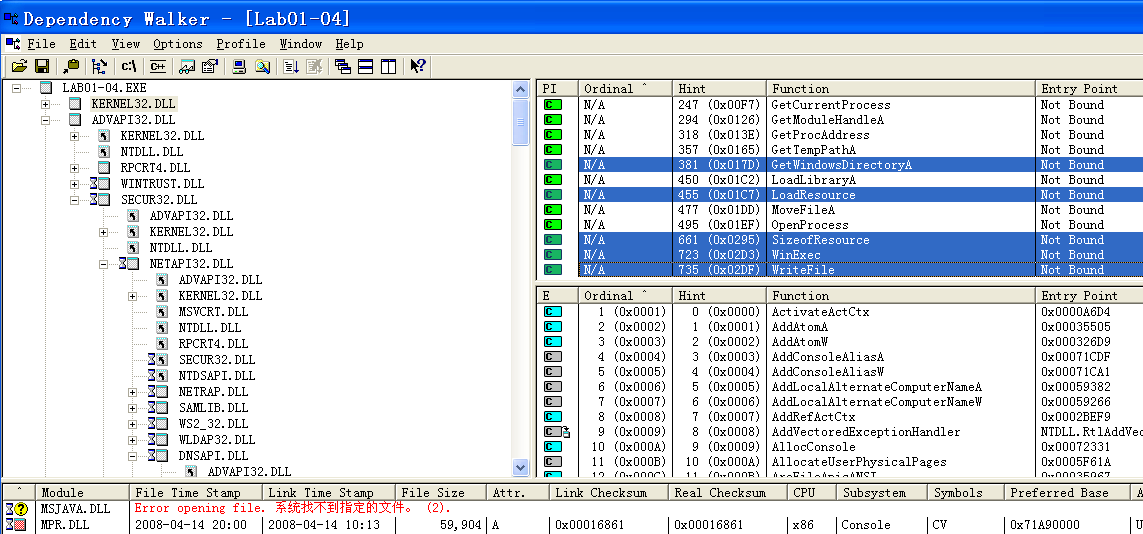 Dependency Walker - [Lab01-04]
File Edit View Options Profile Window Help
C:\ C++
LAB01-04.EXE
KERNEL32.DLL
ADVAPI32.DLL
KERNEL32.DLL
NTDLL.DLL
RPCRT4.DLL
WINTRUST.DLL
SECUR32.DLL
ADVAPI32.DLL
KERNEL32.DLL
NTDLL.DLL
NETAPI32.DLL
ADVAPI32.DLL
KERNEL32.DLL
MSVCRT.DLL
NTDLL.DLL
RPCRT4.DLL
SECUR32.DLL
NTDSAPI.DLL
NETRAP.DLL
SAMLIB.DLL
WS2_32.DLL
WLDAP32.DLL
DNSAPI.DLL
ADVAPI32.DLL
PI Ordinal ^ Hint Function Entry Point
C N/A 247 (0x00F7) GetCurrentProcess Not Bound
C N/A 294 (0x0126) GetModuleHandleA Not Bound
C N/A 318 (0x013E) GetProcAddress Not Bound
C N/A 357 (0x0165) GetTempPathA Not Bound
C N/A 381 (0x017D) GetWindowsDirectoryA Not Bound
C N/A 450 (0x01C2) LoadLibraryA Not Bound
C N/A 455 (0x01C7) LoadResource Not Bound
C N/A 477 (0x01DD) MoveFileA Not Bound
C N/A 495 (0x01EF) OpenProcess Not Bound
C N/A 661 (0x0295) SizeofResource Not Bound
C N/A 723 (0x02D3) WinExec Not Bound
C N/A 735 (0x02DF) WriteFile Not Bound
E Ordinal ^ Hint Function Entry Point
C 1 (0x0001) 0 (0x0000) ActivateActCtx 0x0000A6D4
C 2 (0x0002) 1 (0x0001) AddAtomA 0x00035505
C 3 (0x0003) 2 (0x0002) AddAtomW 0x000326D9
C 4 (0x0004) 3 (0x0003) AddConsoleAliasA 0x00071CDF
C 5 (0x0005) 4 (0x0004) AddConsoleAliasW 0x00071CA1
C 6 (0x0006) 5 (0x0005) AddLocalAlternateComputerNameA 0x00059382
C 7 (0x0007) 6 (0x0006) AddLocalAlternateComputerNameW 0x00059266
C 8 (0x0008) 7 (0x0007) AddRefActCtx 0x0002BEF9
C 9 (0x0009) 8 (0x0008) AddVectoredExceptionHandler NTDLL.RtlAddVec
C 10 (0x000A) 9 (0x0009) AllocConsole 0x00072331
C 11 (0x000B) 10 (0x000A) AllocateUserPhysicalPages 0x0005F61A
^ Module File Time Stamp Link Time Stamp File Size Attr. Link Checksum Real Checksum CPU Subsystem Symbols Preferred Base A
? MSJAVA.DLL Error opening file. 系统找不到指定的文件。 (2).
MPR.DLL 2008-04-14 20:00 2008-04-14 10:13 59,904 A 0x00016861 0x00016861 x86 Console CV 0x71A90000 U